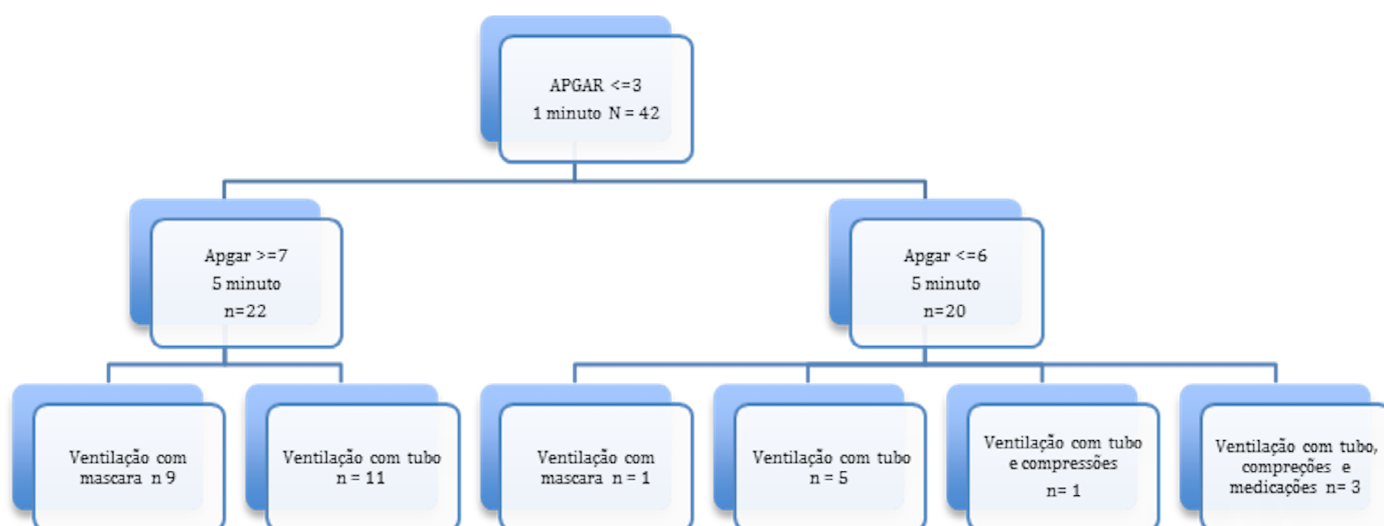 APGAR <=3
1 minuto N = 42
Apgar >=7
5 minuto
n=22
Apgar <=6
5 minuto
n=20
Ventilação com
mascara n 9
Ventilação com tubo
n = 11
Ventilação com
mascara n = 1
Ventilação com tubo
n = 5
Ventilação com tubo
e compressões
n= 1
Ventilação com tubo,
compreções e
medicações n= 3